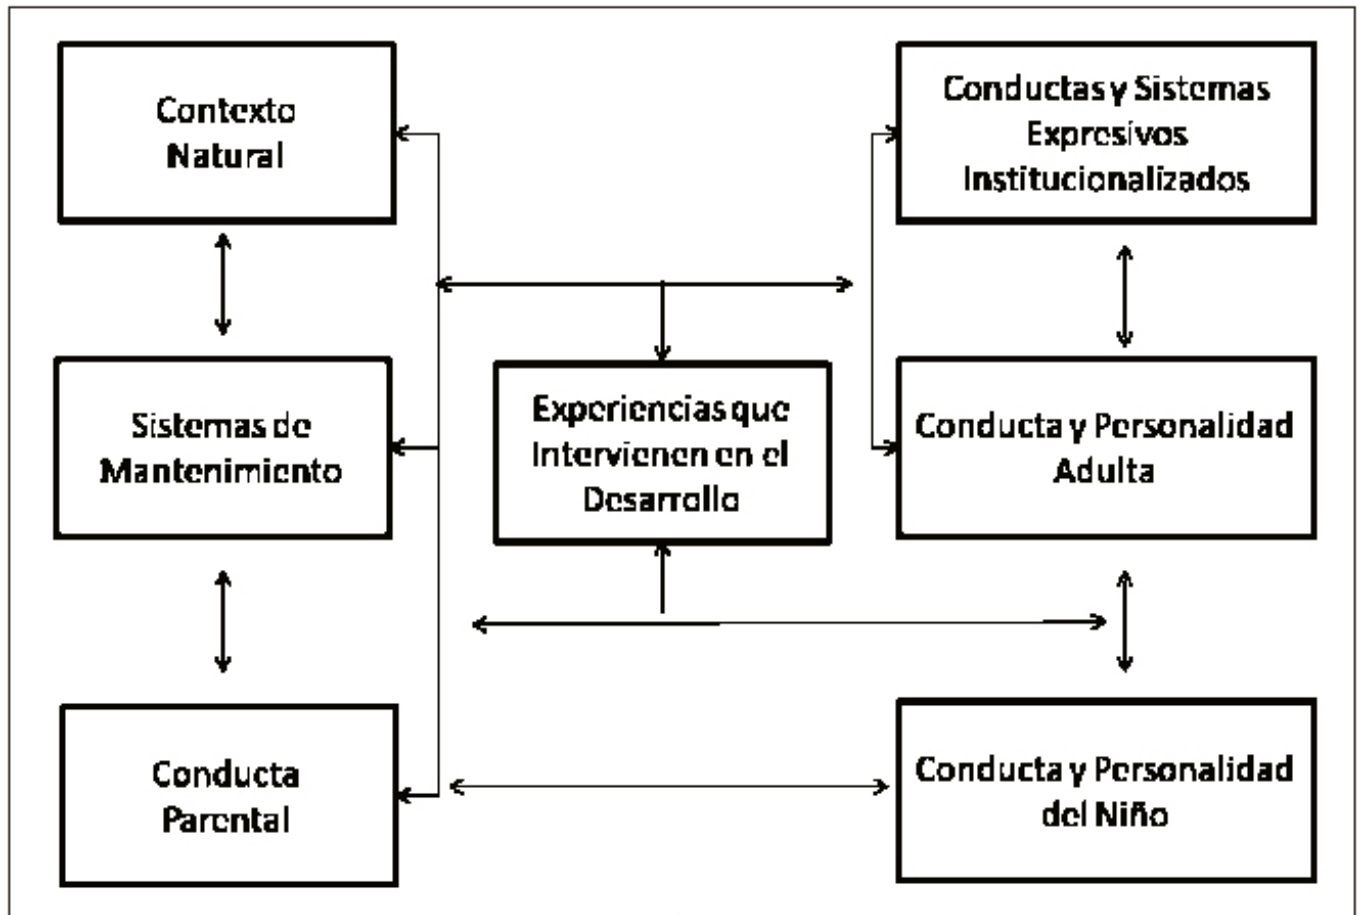 Contexto
Natural
Conductas y Sistemas
Expresivos
Institucionalizados
Sistemas de
Mantenimiento
Experiencias que
Intervienen en el
Desarrollo
Conducta y Personalidad
Adulta
Conducta
Parental
Conducta y Personalidad
del Niño